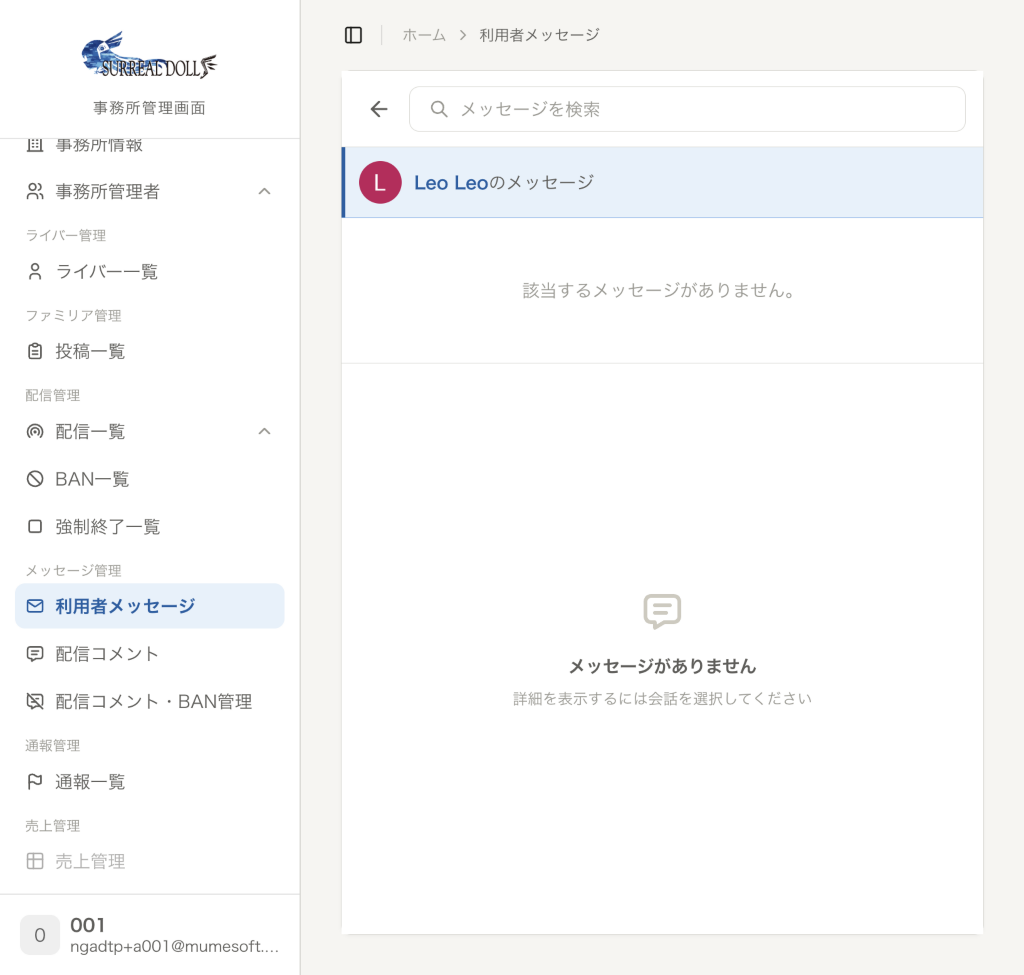 SURREAL DOLL
事務所管理画面
事務所情報
事務所管理者
ライバー管理
ライバー一覧
ファミリア管理
投稿一覧
配信管理
配信一覧
BAN一覧
強制終了一覧
メッセージ管理
利用者メッセージ
配信コメント
配信コメント・BAN管理
通報管理
通報一覧
売上管理
売上管理
0
001
ngadtp+a001@mumesoft.…
ホーム > 利用者メッセージ
メッセージを検索
L Leo Leoのメッセージ
該当するメッセージがありません。
メッセージがありません
詳細を表示するには会話を選択してください